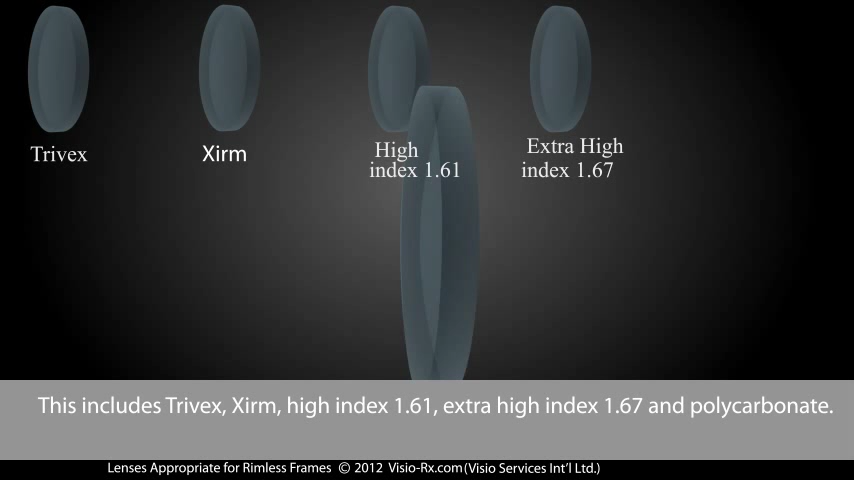 Trivex
Xirm
High
index 1.61
Extra High
index 1.67
This includes Trivex, Xirm, high index 1.61, extra high index 1.67 and polycarbonate.
Lenses Appropriate for Rimless Frames © 2012 Visio-Rx.com (Visio Services Int'l Ltd.)